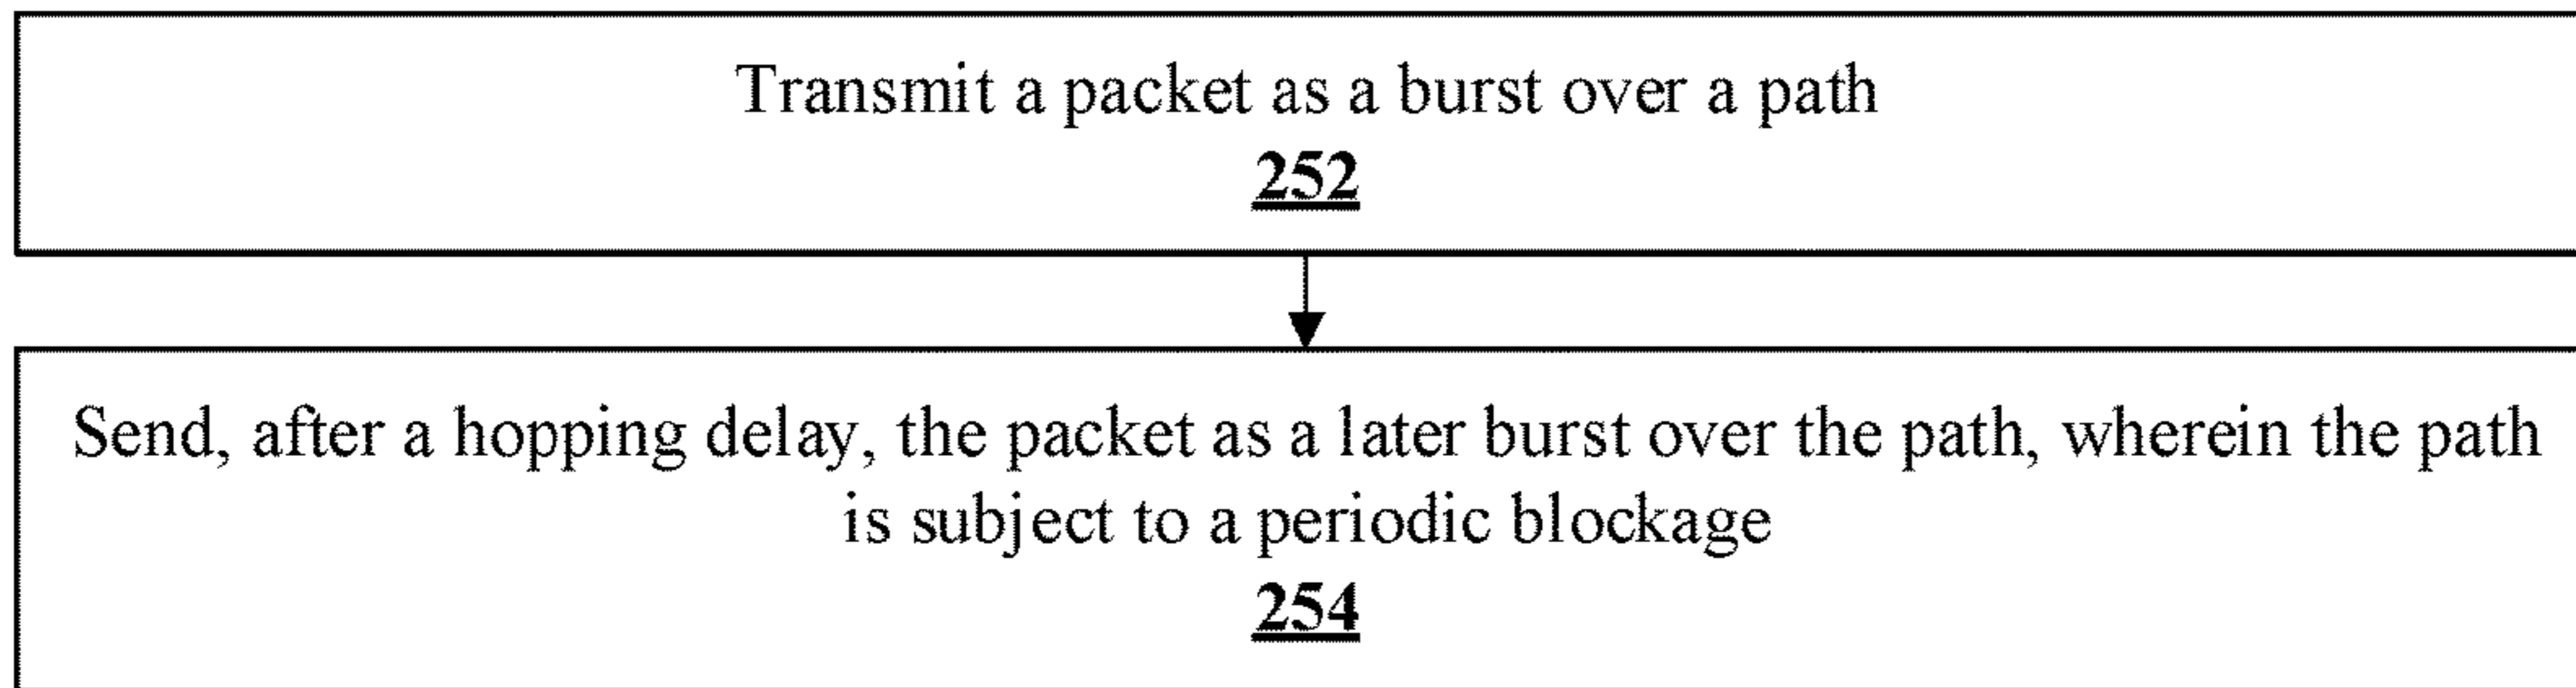 Transmit a packet as a burst over a path
252
Send, after a hopping delay, the packet as a later burst over the path, wherein the path
is subject to a periodic blockage
254